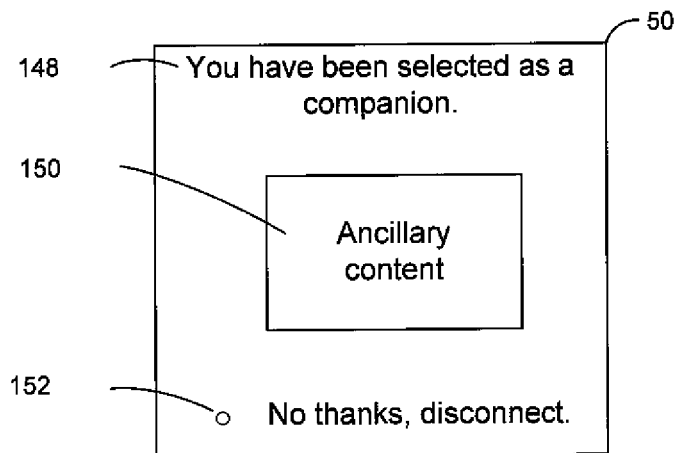 50
148
You have been selected as a
companion.
150
Ancillary
content
152
No thanks, disconnect.